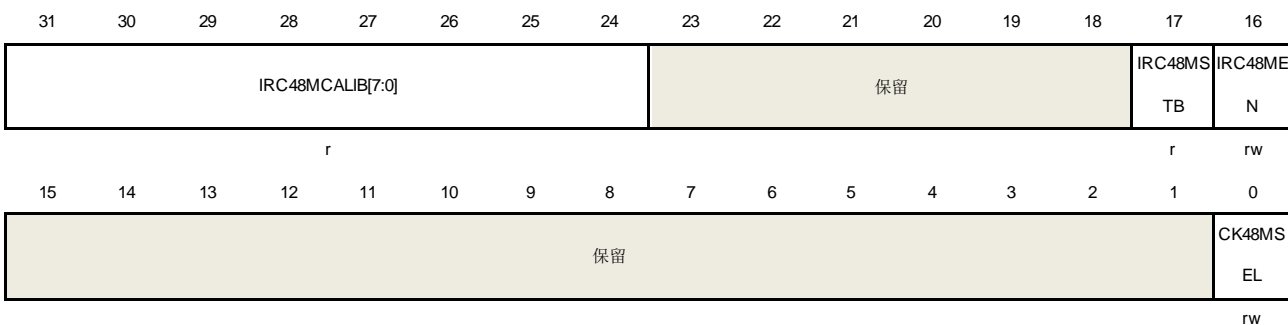 31 30 29 28 27 26 25 24 23 22 21 20 19 18 17 16
IRC48MCALIB[7:0] 保留 IRC48MS IRC48ME
TB N
r r rw
15 14 13 12 11 10 9 8 7 6 5 4 3 2 1 0
保留 CK48MS
EL
rw